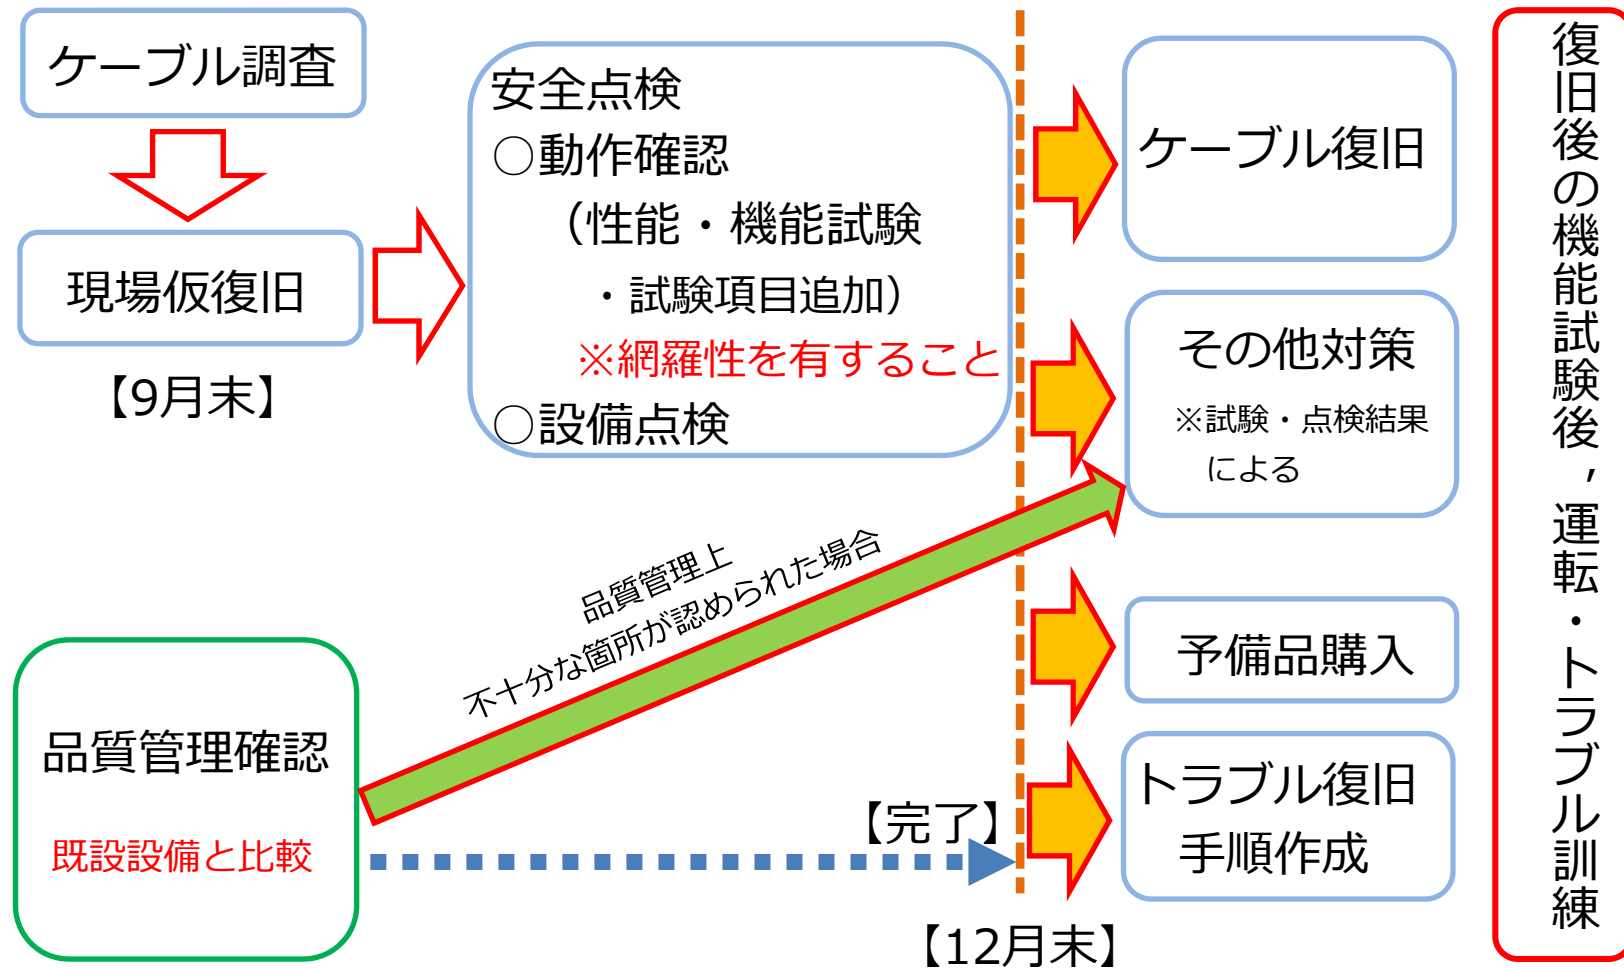 ケーブル調査
現場仮復旧
【9月末】
安全点検
○動作確認
（性能・機能試験
・試験項目追加）
※網羅性を有すること
○設備点検
品質管理上
不十分な箇所が認められた場合
品質管理確認
既設設備と比較
【完了】
【12月末】
ケーブル復旧
その他対策
※試験・点検結果
による
予備品購入
トラブル復旧
手順作成
復旧後の機能試験後，運転・トラブル訓練